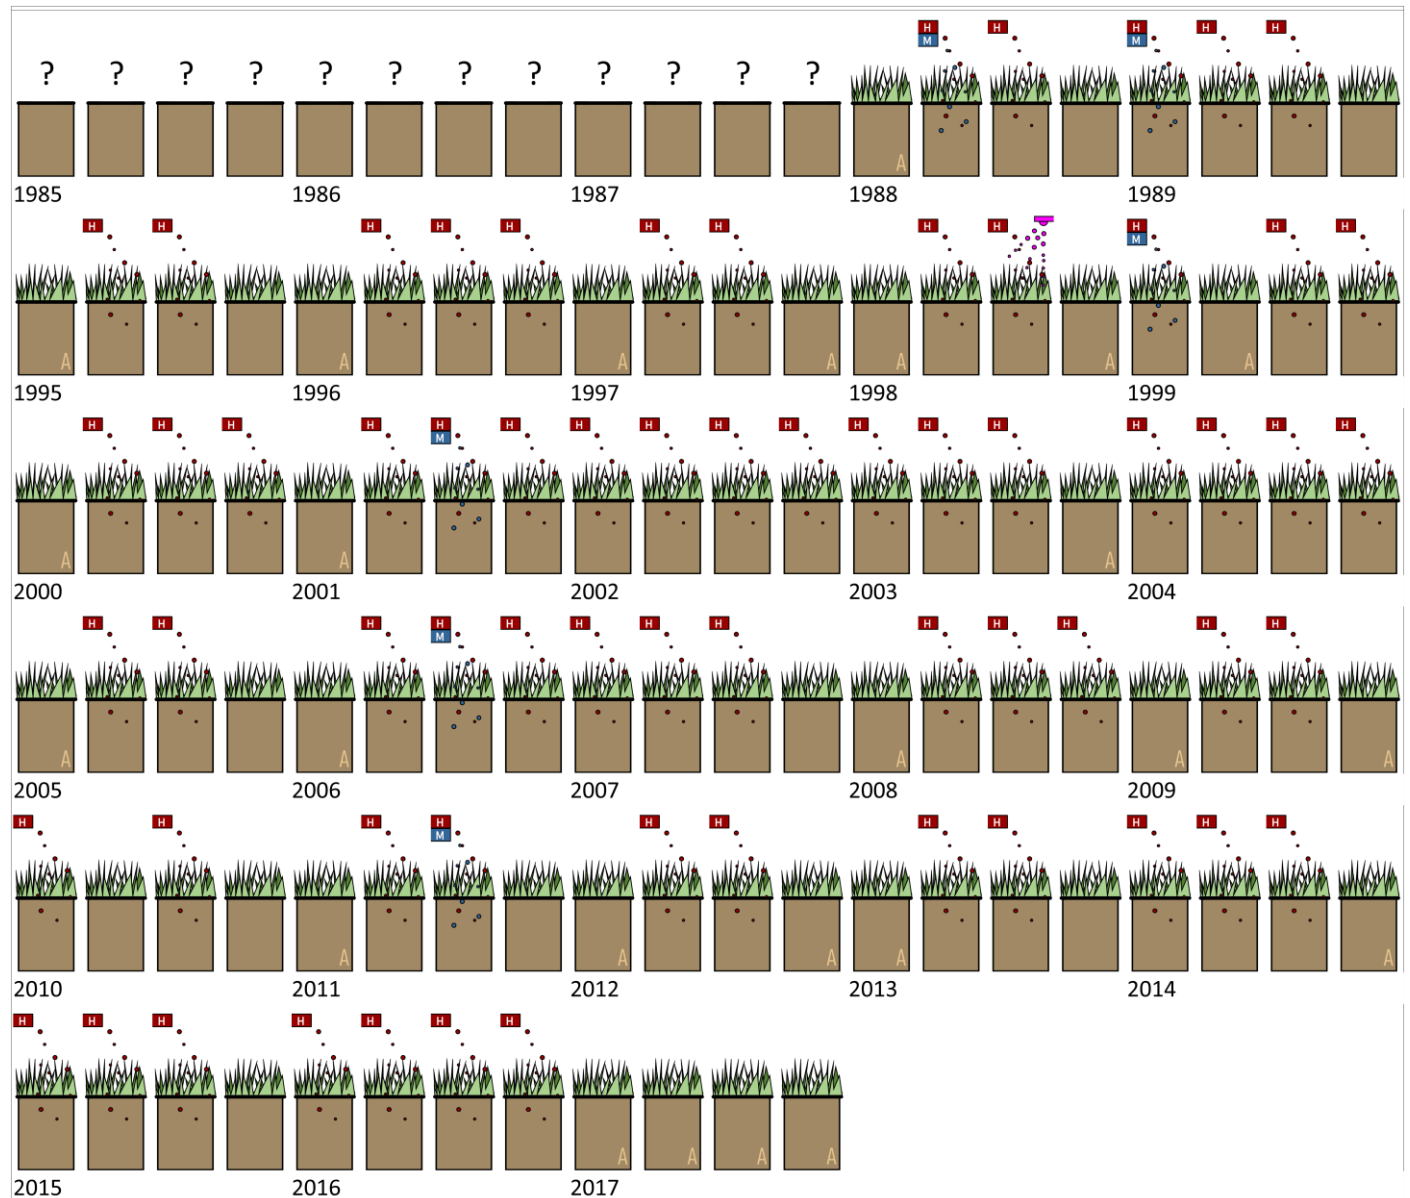 H H H H H
M M
? ? ? ? ? ? ? ? ? ? ? ?
A
1985 1986 1987 1988 1989
H H H H H H H H H H H H
M
A A A A A A A
1995 1996 1997 1998 1999
H H H H H H H H H H H H H H H H H
M
A A A
2000 2001 2002 2003 2004
H H H H H H H H H H H H H
M
A A A A A
2005 2006 2007 2008 2009
H H H H H H H H H H H
M
A A A A A
2010 2011 2012 2013 2014
H H H H H H H
A A A A
2015 2016 2017